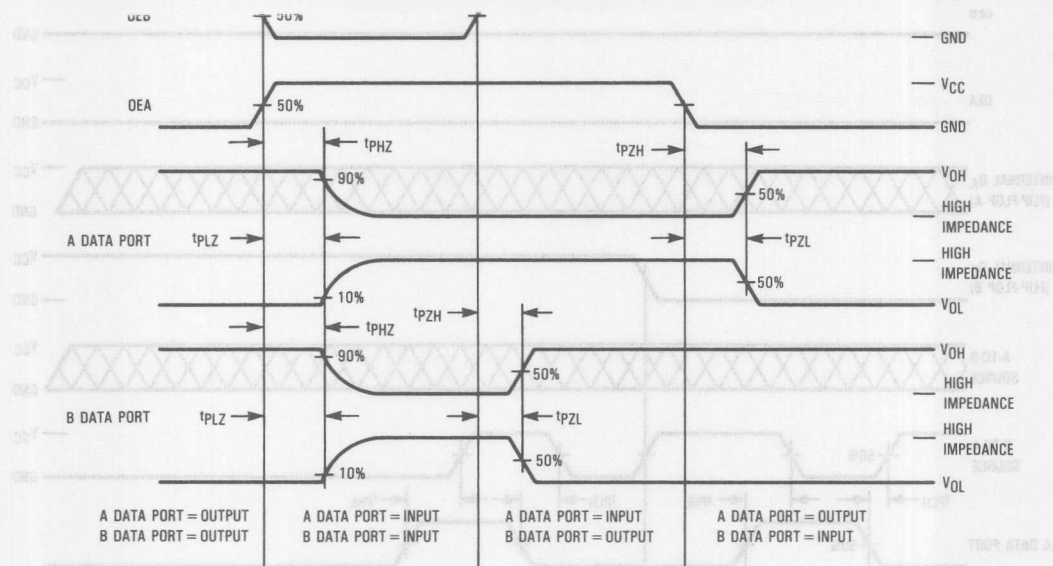 OEB
50%
GND
VCC
OEA
50%
GND
tPHZ
tPZH
90%
VOH
50%
HIGH
IMPEDANCE
A DATA PORT
tPLZ
tPZL
HIGH
IMPEDANCE
10%
50%
VOL
tPHZ
tPZH
90%
VOH
50%
HIGH
IMPEDANCE
B DATA PORT
tPLZ
tPZL
HIGH
IMPEDANCE
10%
50%
VOL
A DATA PORT = OUTPUT
B DATA PORT = OUTPUT
A DATA PORT = INPUT
B DATA PORT = INPUT
A DATA PORT = INPUT
B DATA PORT = OUTPUT
A DATA PORT = OUTPUT
B DATA PORT = INPUT